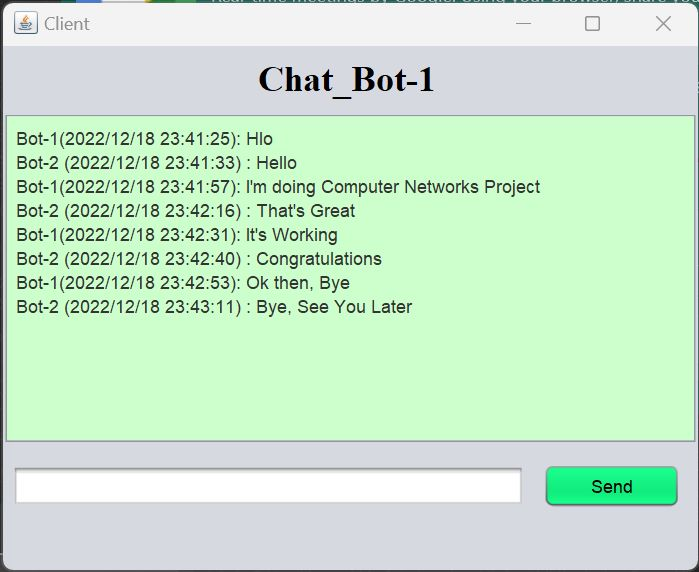 Client
Chat_Bot-1
Bot-1(2022/12/18 23:41:25): Hlo
Bot-2 (2022/12/18 23:41:33) : Hello
Bot-1(2022/12/18 23:41:57): I'm doing Computer Networks Project
Bot-2 (2022/12/18 23:42:16) : That's Great
Bot-1(2022/12/18 23:42:31): It's Working
Bot-2 (2022/12/18 23:42:40) : Congratulations
Bot-1(2022/12/18 23:42:53): Ok then, Bye
Bot-2 (2022/12/18 23:43:11) : Bye, See You Later
Send